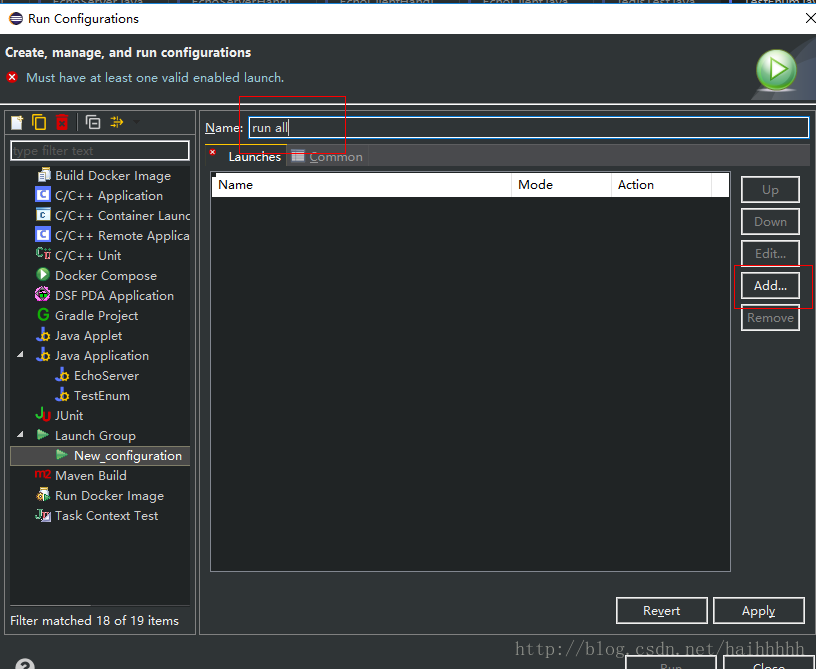 Run Configurations
Create, manage, and run configurations
Must have at least one valid enabled launch.
Name: run all
type filter text
Launches Common
Build Docker Image
C/C++ Application
C/C++ Container Launc
C/C++ Remote Applica
C/C++ Unit
Docker Compose
DSF PDA Application
Gradle Project
Java Applet
Java Application
EchoServer
TestEnum
JUnit
Launch Group
New_configuration
Maven Build
Run Docker Image
Task Context Test
Filter matched 18 of 19 items
Name Mode Action
Up
Down
Edit...
Add...
Remove
Revert Apply
http://blog.csdn.net/haihhhhh
Run Close